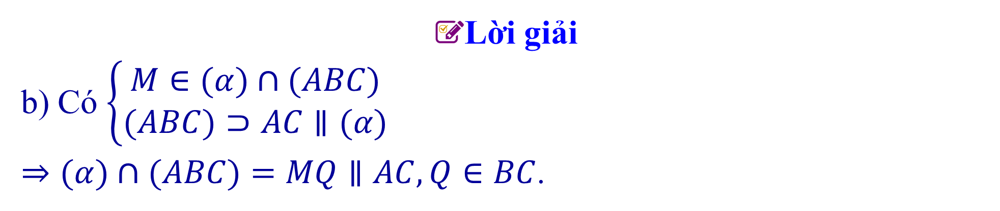 Lời giải
b) Có { M ∈ (α) ∩ (ABC)
(ABC) ⊃ AC ∥ (α)
⇒ (α) ∩ (ABC) = MQ ∥ AC, Q ∈ BC.